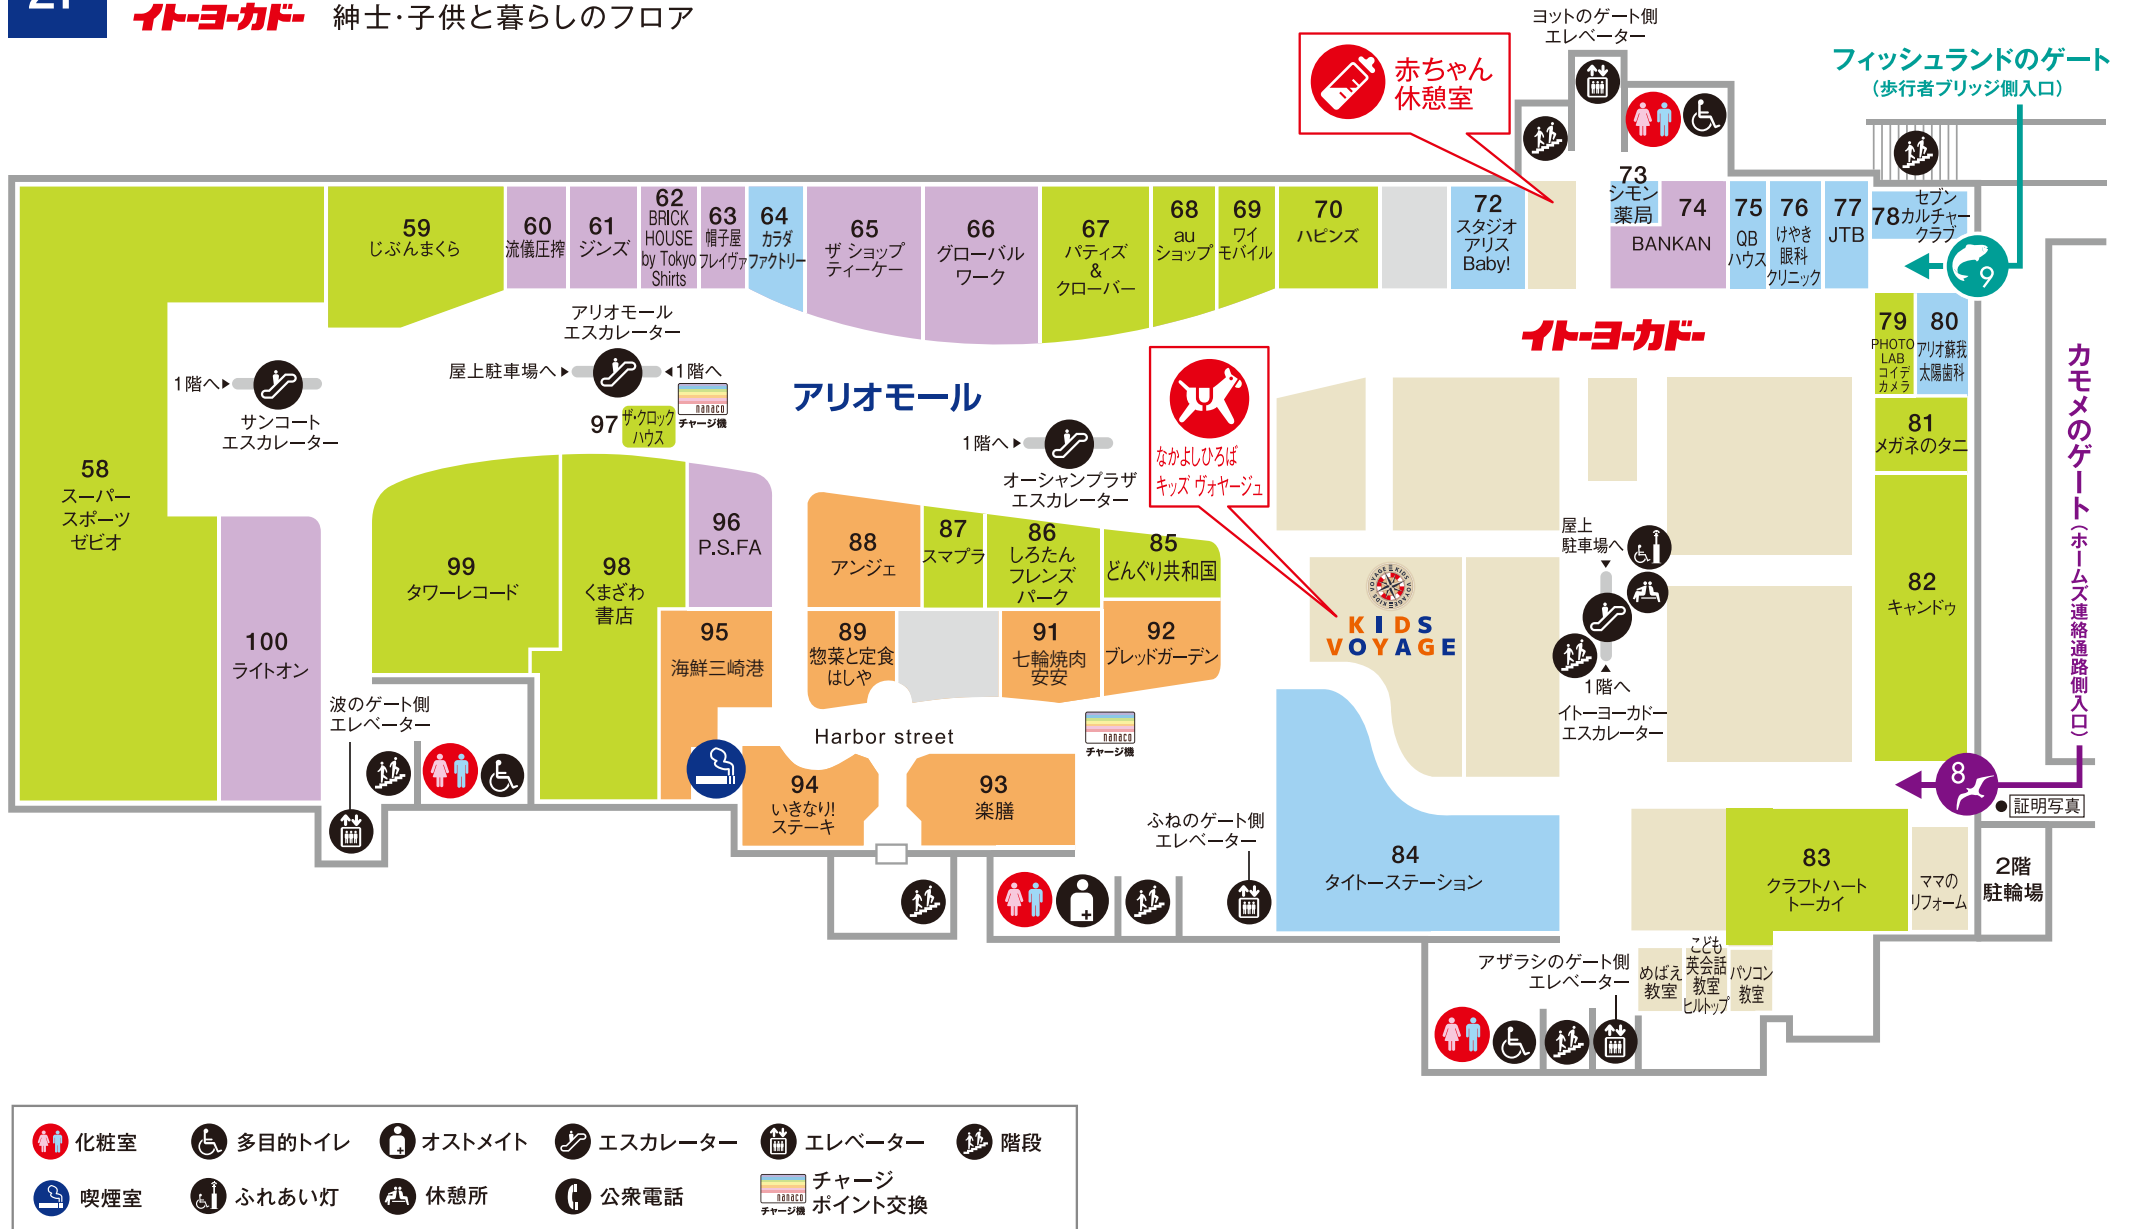 イトーヨーカドー 紳士・子供と暮らしのフロア
ヨットのゲート側
エレベーター
赤ちゃん
休憩室
フィッシュランドのゲート
（歩行者ブリッジ側入口）
58
スーパー
スポーツ
ゼビオ
59
じぶんまくら
60
流儀圧搾
61
ジンズ
62
BRICK
HOUSE
by Tokyo
Shirts
63
帽子屋
フレイヴァ
64
カラダ
ファクトリー
65
ザ ショップ
ティーケー
66
グローバル
ワーク
67
パティズ
&
クローバー
68
au
ショップ
69
ワイ
モバイル
70
ハピンズ
72
スタジオ
アリス
Baby!
73
シモン
薬局
74
BANKAN
75
QB
ハウス
76
けやき
眼科
クリニック
77
JTB
78
セブン
カルチャー
クラブ
9
79
PHOTO
LAB
コイデ
カメラ
80
アリオ蘇我
太陽歯科
81
メガネのタニ
82
キャンドゥ
カモメのゲート（ホームズ連絡通路側入口）
8
証明写真
2階
駐輪場
アリオモール
エスカレーター
屋上駐車場へ
1階へ
nanaco
チャージ機
97
ザ・クロック
ハウス
1階へ
サンコート
エスカレーター
アリオモール
1階へ
オーシャンプラザ
エスカレーター
イトーヨーカドー
なかよしひろば
キッズ ヴォヤージュ
KIDS
VOYAGE
屋上
駐車場へ
1階へ
イトーヨーカドー
エスカレーター
100
ライトオン
99
タワーレコード
98
くまざわ
書店
96
P.S.FA
95
海鮮三崎港
88
アンジェ
87
スマプラ
86
しろたん
フレンズ
パーク
85
どんぐり共和国
89
惣菜と定食
はしや
91
七輪焼肉
安安
92
ブレッドガーデン
Harbor street
nanaco
チャージ機
94
いきなり!
ステーキ
93
楽膳
波のゲート側
エレベーター
ふねのゲート側
エレベーター
84
タイトーステーション
83
クラフトハート
トーカイ
ママの
リフォーム
アザラシのゲート側
エレベーター
めばえ
教室
こども
英会話
教室
ヒルトップ
パソコン
教室
化粧室
多目的トイレ
オストメイト
エスカレーター
エレベーター
階段
喫煙室
ふれあい灯
休憩所
公衆電話
nanaco
チャージ機
チャージ
ポイント交換